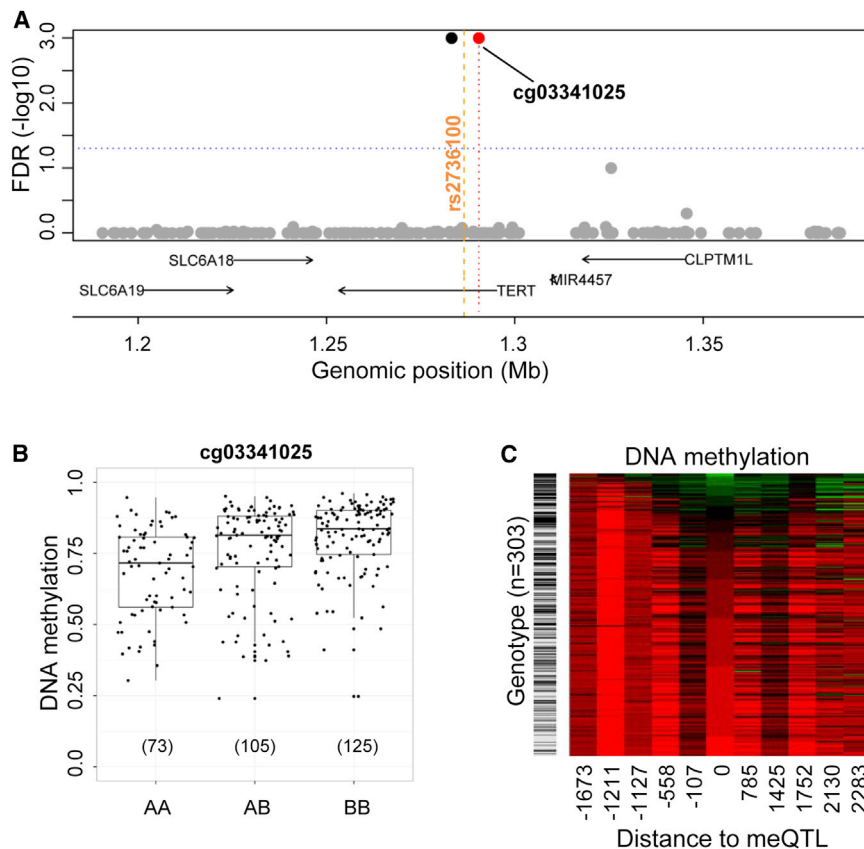 A
FDR (-log10)
3.0
2.0
1.0
0.0
cg03341025
rs2736100
SLC6A18
CLPTM1L
MIR4457
SLC6A19
TERT
1.2
1.25
1.3
1.35
Genomic position (Mb)
B
cg03341025
DNA methylation
1.0
0.75
0.50
0.25
0.0
(73)
(105)
(125)
AA
AB
BB
C
DNA methylation
Genotype (n=303)
-1673
-1211
-1127
-558
-107
0
785
1425
1752
2130
2283
Distance to meQTL